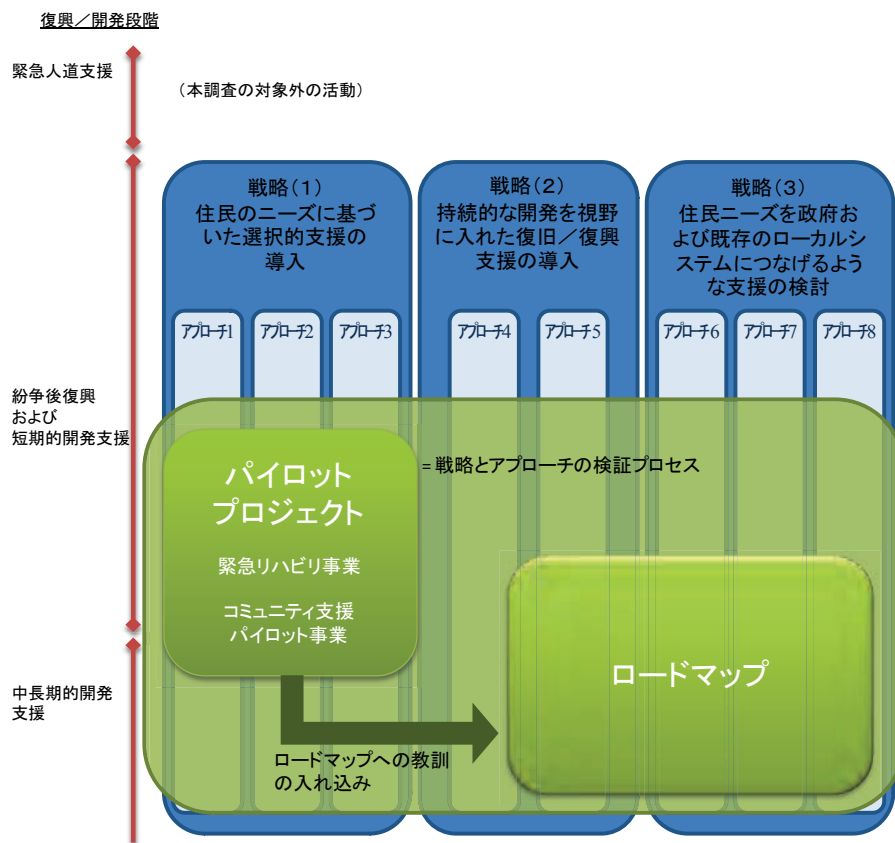 復興／開発段階
緊急人道支援
（本調査の対象外の活動）
戦略（１）
住民のニーズに基づ
いた選択的支援の
導入
戦略（２）
持続的な開発を視野
に入れた復旧／復興
支援の導入
戦略（３）
住民ニーズを政府お
よび既存のローカルシ
ステムにつなげるよう
な支援の検討
アプローチ1
アプローチ2
アプローチ3
アプローチ4
アプローチ5
アプローチ6
アプローチ7
アプローチ8
紛争後復興
および
短期的開発支援
パイロット
プロジェクト
緊急リハビリ事業
コミュニティ支援
パイロット事業
=戦略とアプローチの検証プロセス
ロードマップ
中長期的開発
支援
ロードマップへの教訓
の入れ込み